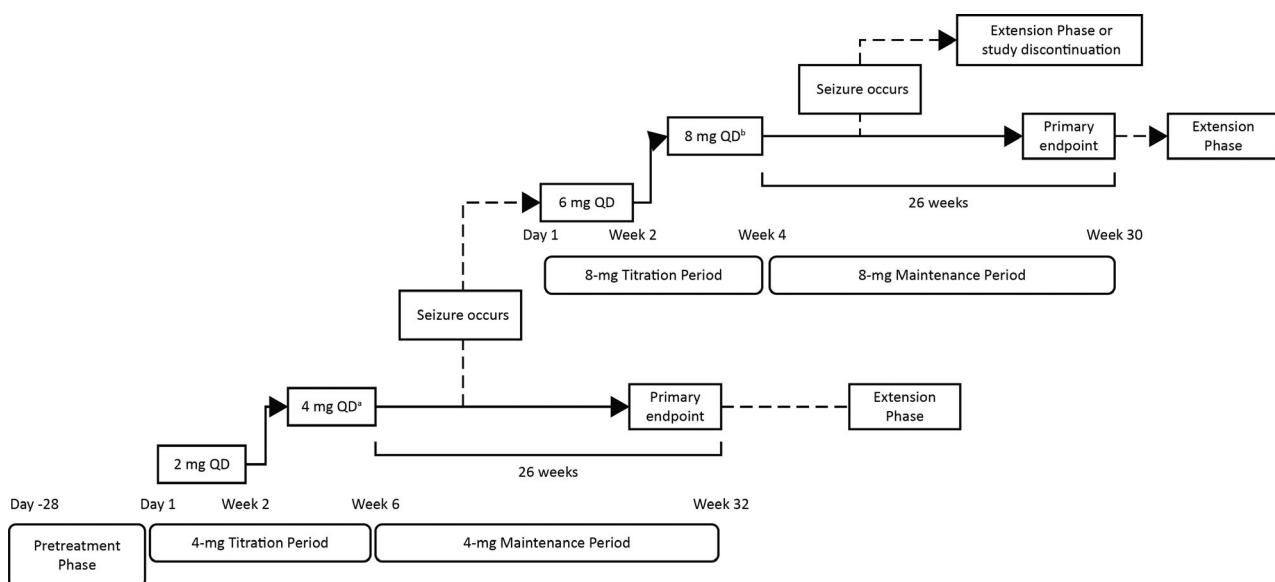 Extension Phase or
study discontinuation
Seizure occurs
8 mg QDᵇ
Primary
endpoint
Extension
Phase
6 mg QD
26 weeks
Day 1
Week 2
Week 4
Week 30
8-mg Titration Period
8-mg Maintenance Period
Seizure occurs
4 mg QDᵃ
Primary
endpoint
Extension
Phase
2 mg QD
26 weeks
Day -28
Day 1
Week 2
Week 6
Week 32
Pretreatment
Phase
4-mg Titration Period
4-mg Maintenance Period